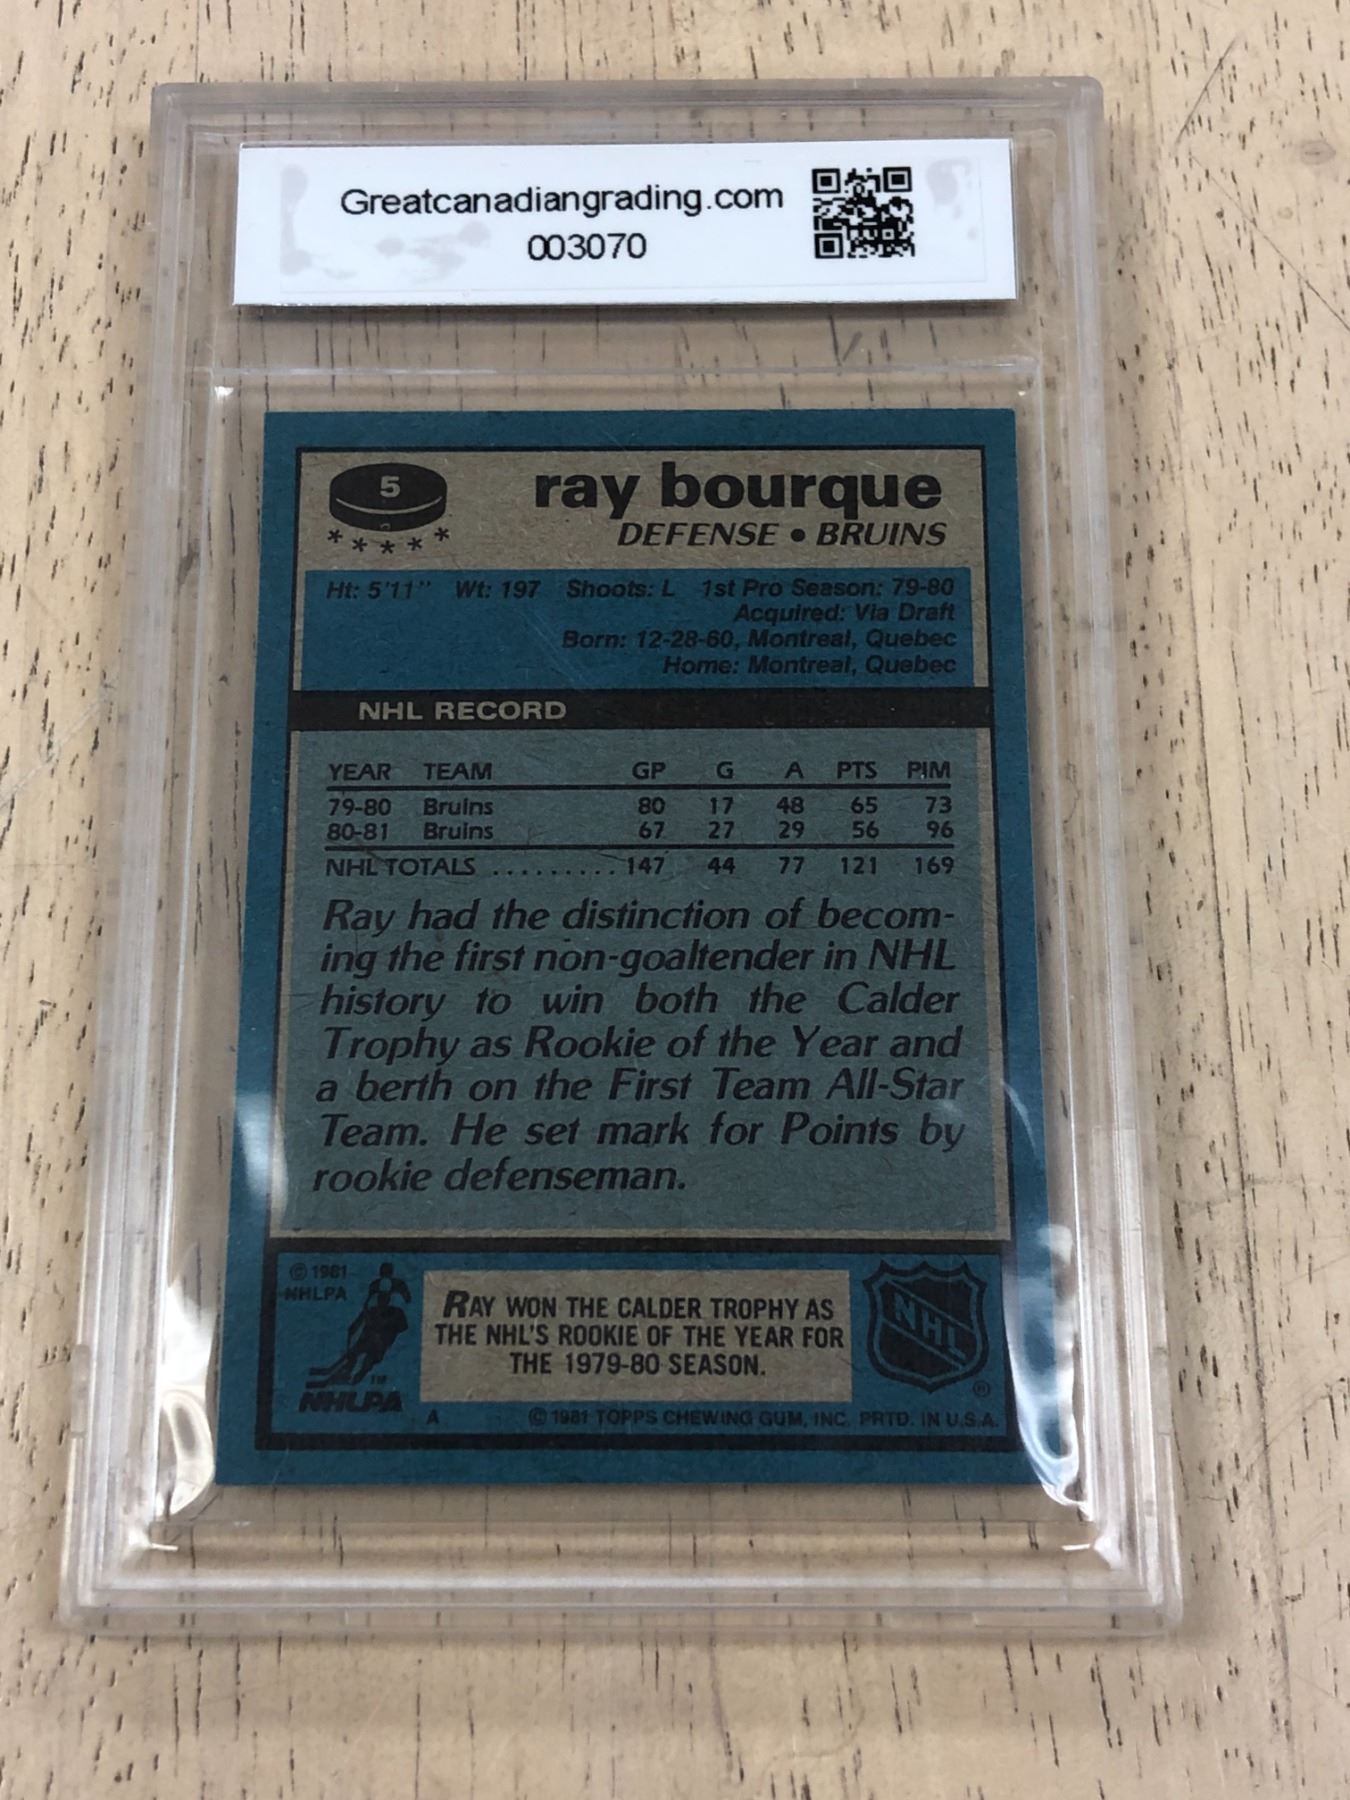 Greatcanadiangrading.com
003070
5
ray bourque
* * * * *
DEFENSE • BRUINS
Ht: 5'11" Wt: 197 Shoots: L 1st Pro Season: 79-80
Acquired: Via Draft
Born: 12-28-60, Montreal, Quebec
Home: Montreal, Quebec
NHL RECORD
YEAR TEAM GP G A PTS PIM
79-80 Bruins 80 17 48 65 73
80-81 Bruins 67 27 29 56 96
NHL TOTALS ......... 147 44 77 121 169
Ray had the distinction of becom-
ing the first non-goaltender in NHL
history to win both the Calder
Trophy as Rookie of the Year and
a berth on the First Team All-Star
Team. He set mark for Points by
rookie defenseman.
© 1981
NHLPA
RAY WON THE CALDER TROPHY AS
THE NHL'S ROOKIE OF THE YEAR FOR
THE 1979-80 SEASON.
NHL
®
TM
NHLPA
A © 1981 TOPPS CHEWING GUM, INC. PRTD. IN U.S.A.